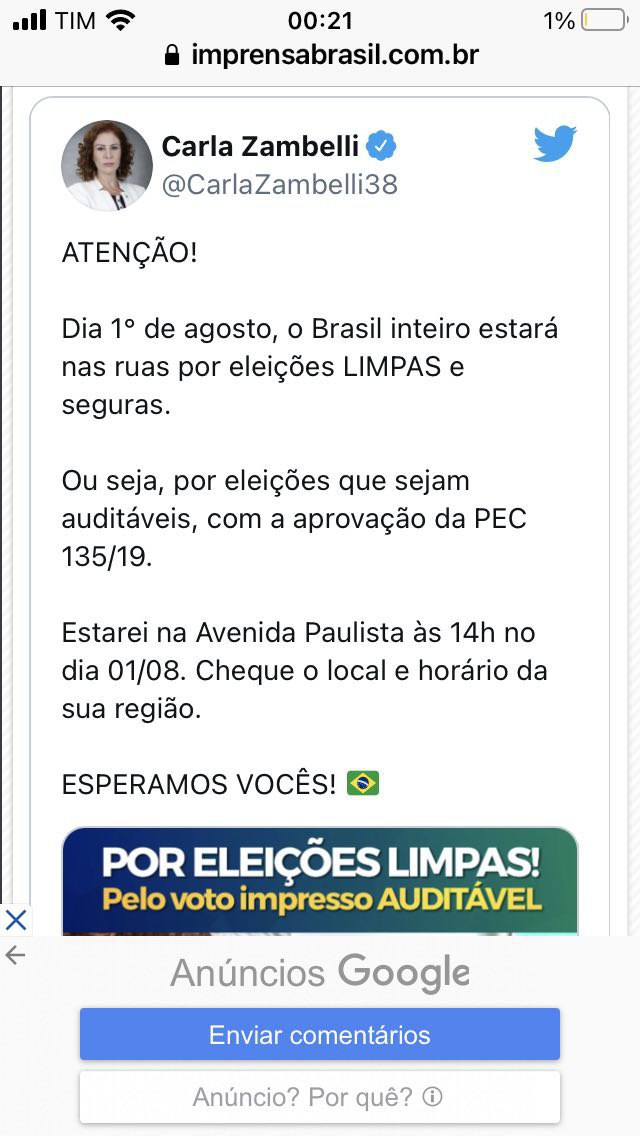 TIM 00:21 1%
imprensabrasil.com.br
Carla Zambelli
@CarlaZambelli38
ATENÇÃO!
Dia 1° de agosto, o Brasil inteiro estará
nas ruas por eleições LIMPAS e
seguras.
Ou seja, por eleições que sejam
auditáveis, com a aprovação da PEC
135/19.
Estarei na Avenida Paulista às 14h no
dia 01/08. Cheque o local e horário da
sua região.
ESPERAMOS VOCÊS! 🇧🇷
POR ELEIÇÕES LIMPAS!
Pelo voto impresso AUDITÁVEL
Anúncios Google
Enviar comentários
Anúncio? Por quê?